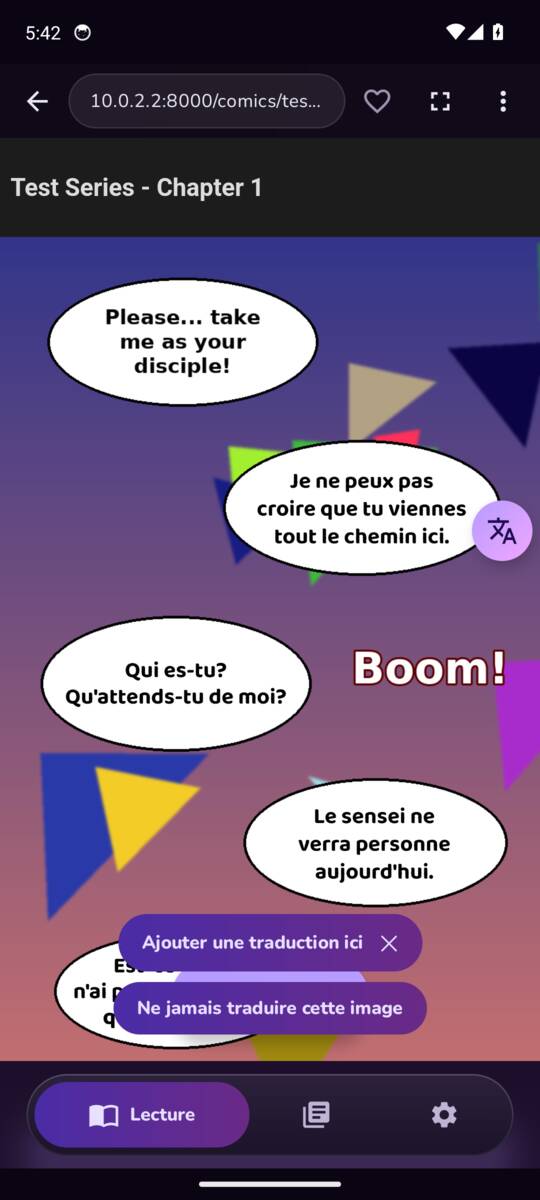 5:42
10.0.2.2:8000/comics/tes...
Test Series - Chapter 1
Please... take
me as your
disciple!
Je ne peux pas
croire que tu viennes
tout le chemin ici.
Qui es-tu?
Qu'attends-tu de moi?
Boom!
Le sensei ne
verra personne
aujourd'hui.
Ajouter une traduction ici
n'ai
Ne jamais traduire cette image
Lecture